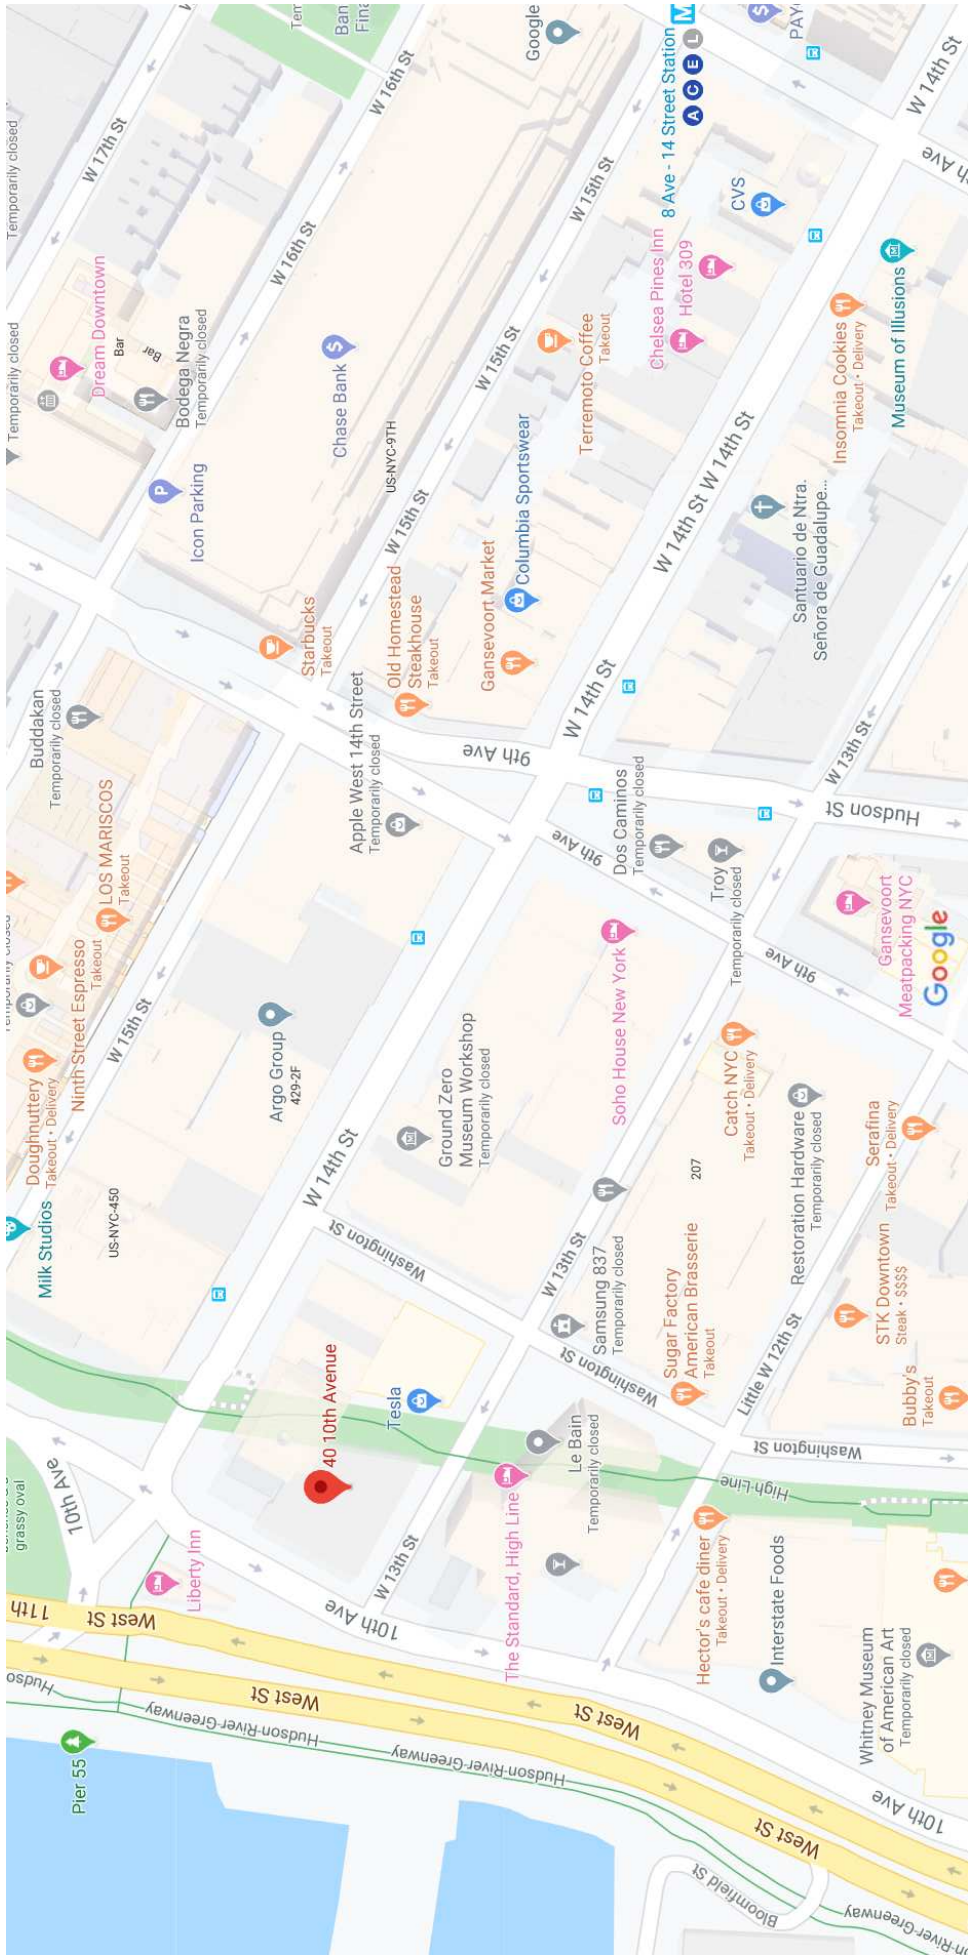 Pier 55
Hudso
11th
West St
10th Ave
grassy oval
Milk Studios
Doughnuttery
Takeout • Delivery
Ninth Street Espresso
Takeout
LOS MARISCOS
Takeout
Buddakan
Temporarily closed
Temporarily closed
Temporarily closed
Dream Downtown
Bar
Bar
Bodega Negra
Temporarily closed
W 17th St
Temporarily closed
US-NYC-450
W 15th St
Hudson-River-Greenway
West St
Liberty Inn
Icon Parking
W 16th St
W 16th St
Argo Group
429-2F
W 14th St
Starbucks
Takeout
Chase Bank
US-NYC-9TH
W 15th St
W 15th St
W 15th St
Google
40 10th Avenue
10th Ave
W 13th St
Tesla
Washington St
Apple West 14th Street
Temporarily closed
Old Homestead
Steakhouse
Takeout
Ground Zero
Museum Workshop
Temporarily closed
Gansevoort Market
Columbia Sportswear
9th Ave
Hudson-River-Greenway
West St
The Standard, High Line
Le Bain
Temporarily closed
W 13th St
Samsung 837
Temporarily closed
Washington St
Soho House New York
9th Ave
Dos Caminos
Temporarily closed
W 14th St
Terremoto Coffee
Takeout
Chelsea Pines Inn
Hotel 309
8 Ave - 14 Street Station
M
A C E L
W 14th St
W 14th St
CVS
PAY
Bloomfield St
West St
Hector's cafe diner
Takeout • Delivery
Interstate Foods
High-Line
Sugar Factory
American Brasserie
Takeout
207
Catch NYC
Takeout • Delivery
Troy
Temporarily closed
Little W 12th St
Restoration Hardware
Temporarily closed
9th Ave
W 13th St
Santuario de Ntra.
Señora de Guadalupe...
Insomnia Cookies
Takeout • Delivery
Museum of Illusions
W 14th St
Whitney Museum
of American Art
Temporarily closed
10th Ave
Washington St
STK Downtown
Steak • $$$$
Bubby's
Takeout
Serafina
Takeout • Delivery
Gansevoort
Meatpacking NYC
Hudson St
Google